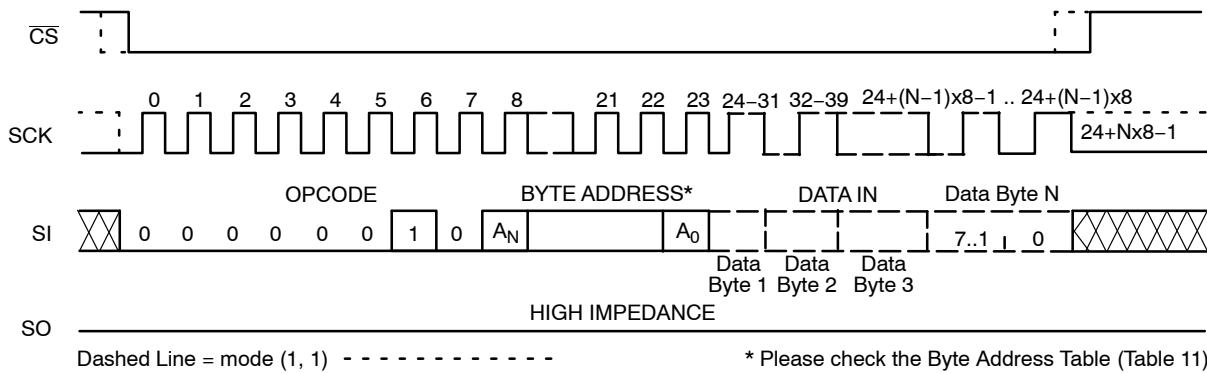 CS
0 1 2 3 4 5 6 7 8 21 22 23 24–31 32–39 24+(N–1)x8–1 .. 24+(N–1)x8
SCK
24+Nx8–1
OPCODE BYTE ADDRESS* DATA IN Data Byte N
SI 0 0 0 0 0 0 1 0 AN A0 7..1 0
Data Byte 1
Data Byte 2
Data Byte 3
HIGH IMPEDANCE
SO
Dashed Line = mode (1, 1) * Please check the Byte Address Table (Table 11)